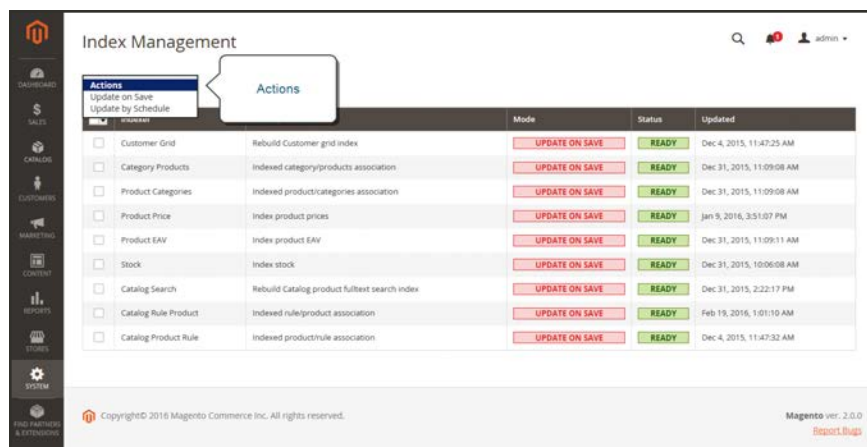 Index Management
1
admin
DASHBOARD
SALES
CATALOG
CUSTOMERS
MARKETING
CONTENT
REPORTS
STORES
SYSTEM
FIND PARTNERS
& EXTENSIONS
Actions
Update on Save
Update by Schedule
Actions
Indexer Mode Status Updated
Customer Grid Rebuild Customer grid index UPDATE ON SAVE READY Dec 4, 2015, 11:47:25 AM
Category Products Indexed category/products association UPDATE ON SAVE READY Dec 31, 2015, 11:09:08 AM
Product Categories Indexed product/categories association UPDATE ON SAVE READY Dec 31, 2015, 11:09:08 AM
Product Price Index product prices UPDATE ON SAVE READY Jan 9, 2016, 3:51:07 PM
Product EAV Index product EAV UPDATE ON SAVE READY Dec 31, 2015, 11:09:11 AM
Stock Index stock UPDATE ON SAVE READY Dec 31, 2015, 10:06:08 AM
Catalog Search Rebuild Catalog product fulltext search index UPDATE ON SAVE READY Dec 31, 2015, 2:22:17 PM
Catalog Rule Product Indexed rule/product association UPDATE ON SAVE READY Feb 19, 2016, 1:01:10 AM
Catalog Product Rule Indexed product/rule association UPDATE ON SAVE READY Dec 4, 2015, 11:47:32 AM
Copyright© 2016 Magento Commerce Inc. All rights reserved.
Magento ver. 2.0.0
Report Bugs